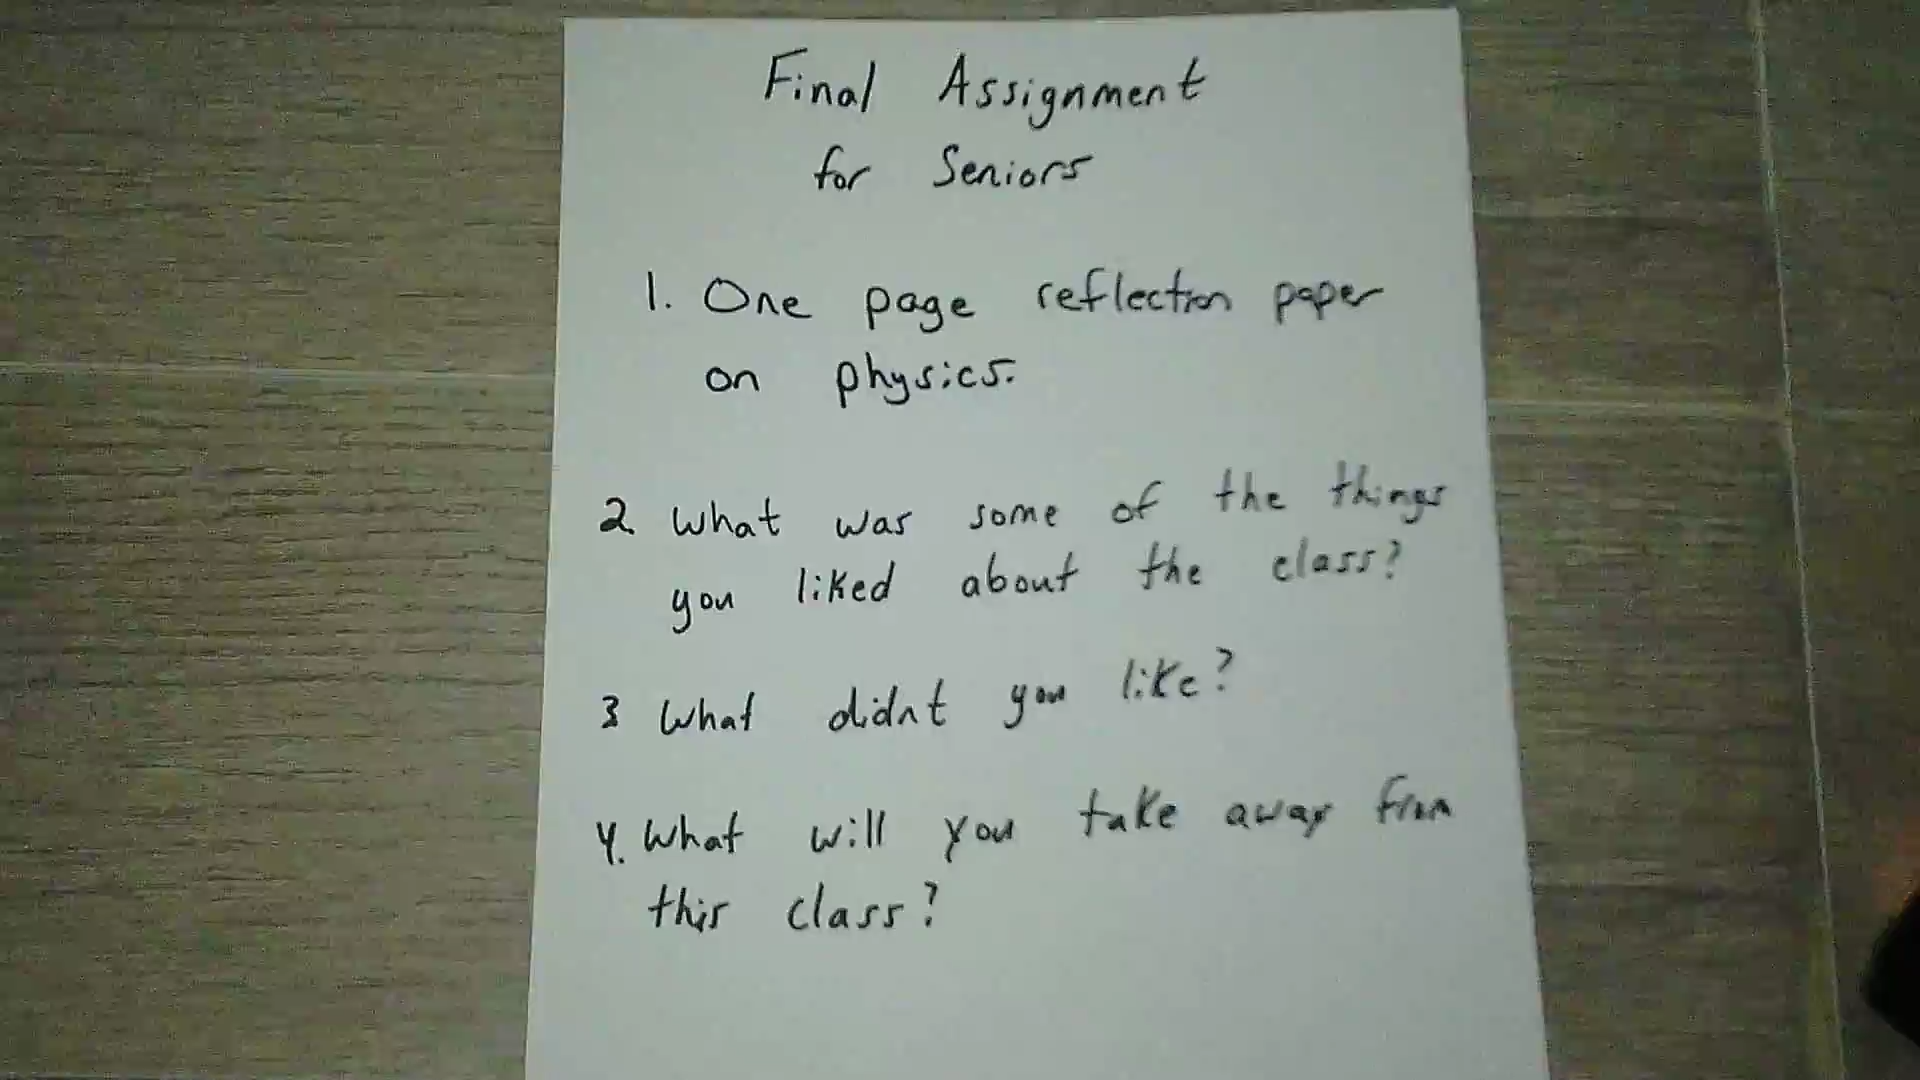 Final Assignment
for Seniors
1. One page reflection paper
on physics.
2 What was some of the things
you liked about the class?
3 What didnt you like?
4. What will you take away from
this class?